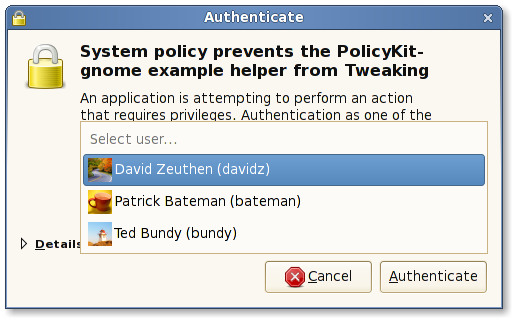 Authenticate
System policy prevents the PolicyKit-
gnome example helper from Tweaking
An application is attempting to perform an action
that requires privileges. Authentication as one of the
Select user...
David Zeuthen (davidz)
Patrick Bateman (bateman)
Ted Bundy (bundy)
Details
Cancel
Authenticate